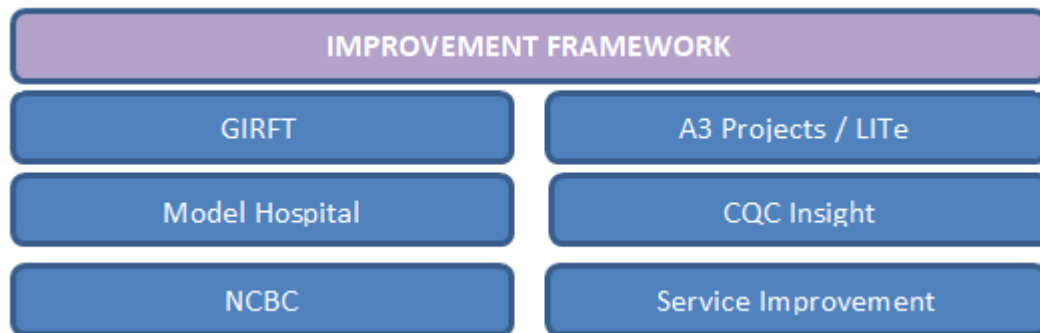 IMPROVEMENT FRAMEWORK
GIRFT
A3 Projects / LITe
Model Hospital
CQC Insight
NCBC
Service Improvement